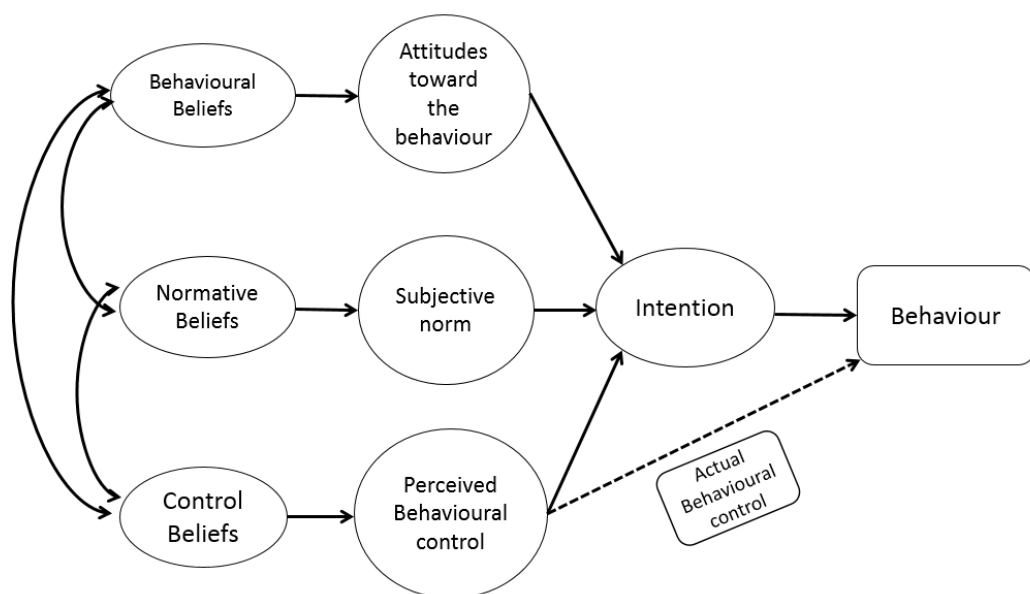 Behavioural
Beliefs
Attitudes
toward
the
behaviour
Normative
Beliefs
Subjective
norm
Intention
Behaviour
Control
Beliefs
Perceived
Behavioural
control
Actual
Behavioural
control